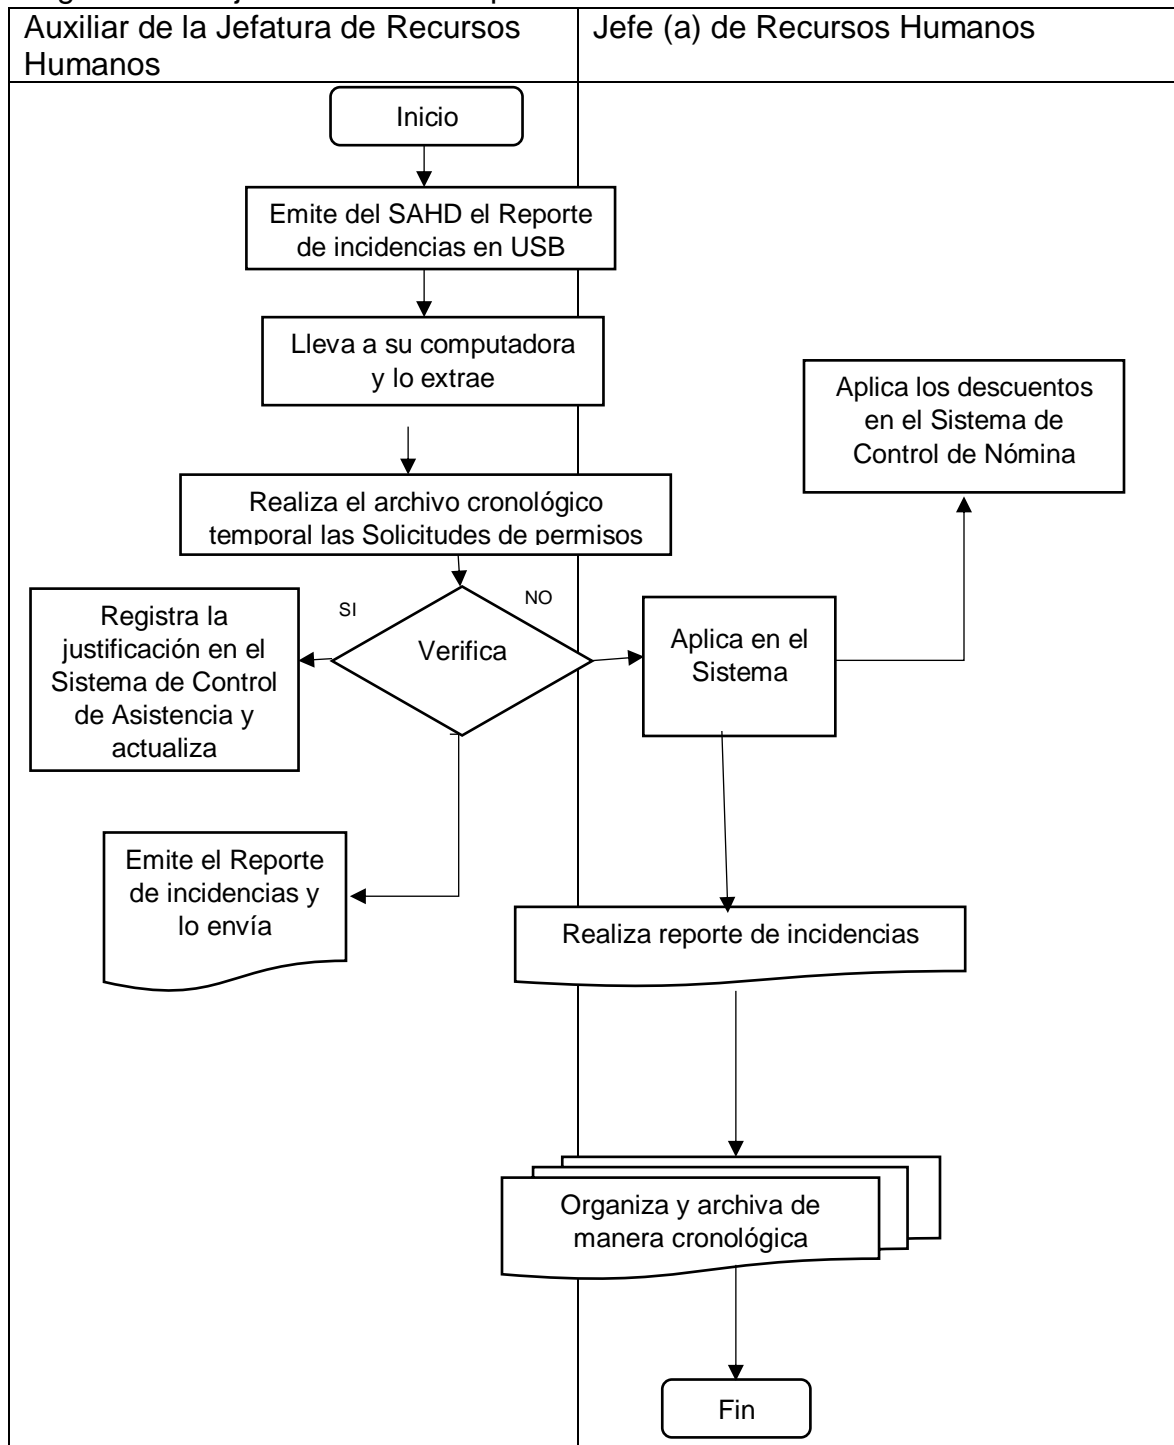 Auxiliar de la Jefatura de Recursos
Humanos
Jefe (a) de Recursos Humanos
Inicio
Emite del SAHD el Reporte
de incidencias en USB
Lleva a su computadora
y lo extrae
Aplica los descuentos
en el Sistema de
Control de Nómina
Realiza el archivo cronológico
temporal las Solicitudes de permisos
SI
NO
Registra la
justificación en el
Sistema de Control
de Asistencia y
actualiza
Verifica
Aplica en el
Sistema
Emite el Reporte
de incidencias y
lo envía
Realiza reporte de incidencias
Organiza y archiva de
manera cronológica
Fin